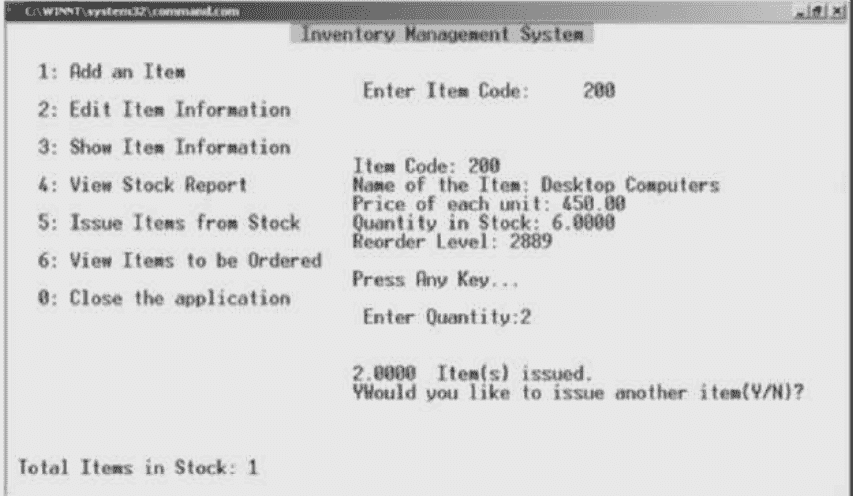 C:\WINNT\system32\command.com
Inventory Management System
1: Add an Item
Enter Item Code: 200
2: Edit Item Information
3: Show Item Information
Item Code: 200
4: View Stock Report
Name of the Item: Desktop Computers
Price of each unit: 450.00
5: Issue Items from Stock
Quantity in Stock: 6.0000
Reorder Level: 2889
6: View Items to be Ordered
Press Any Key...
0: Close the application
Enter Quantity:2
2.0000 Item(s) issued.
YWould you like to issue another item(Y/N)?
Total Items in Stock: 1